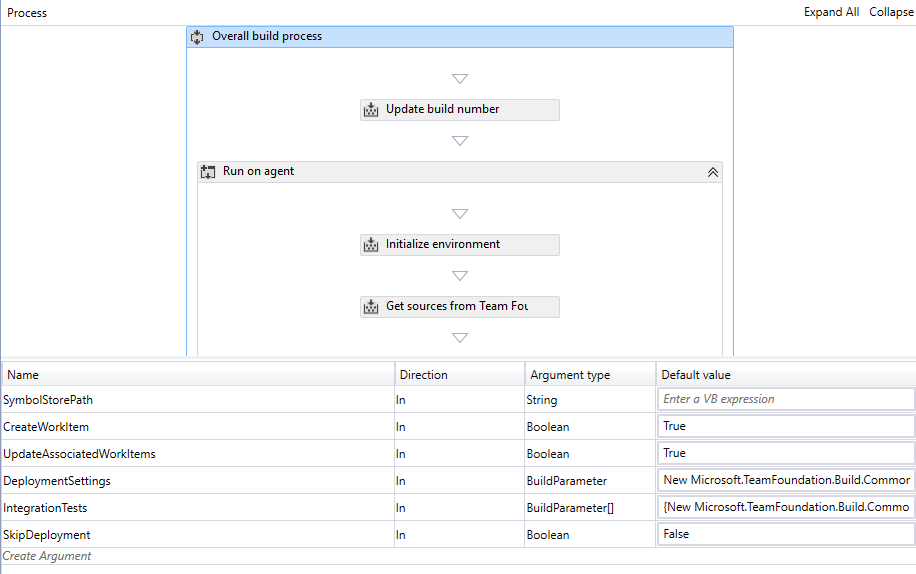 Process Expand All Collapse
Overall build process
Update build number
Run on agent
Initialize environment
Get sources from Team Fou
Name Direction Argument type Default value
SymbolStorePath In String Enter a VB expression
CreateWorkItem In Boolean True
UpdateAssociatedWorkItems In Boolean True
DeploymentSettings In BuildParameter New Microsoft.TeamFoundation.Build.Common
IntegrationTests In BuildParameter[] {New Microsoft.TeamFoundation.Build.Commo
SkipDeployment In Boolean False
Create Argument